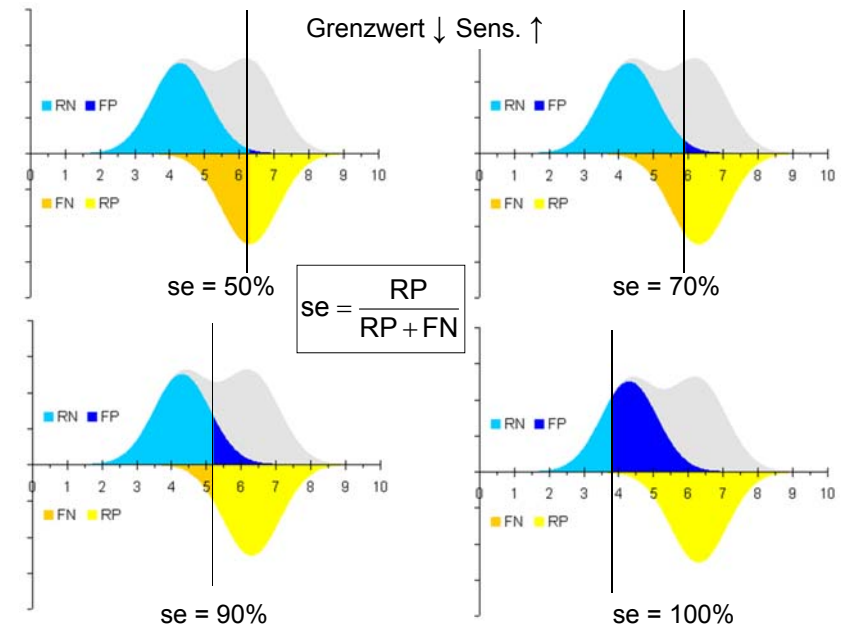 Grenzwert ↓ Sens. ↑
RN FP
0 1 2 3 4 5 6 7 8 9 10
FN RP
se = 50%
RN FP
0 1 2 3 4 5 6 7 8 9 10
FN RP
se = 70%
se = RP / RP + FN
RN FP
0 1 2 3 4 5 6 7 8 9 10
FN RP
se = 90%
RN FP
0 1 2 3 4 5 6 7 8 9 10
FN RP
se = 100%